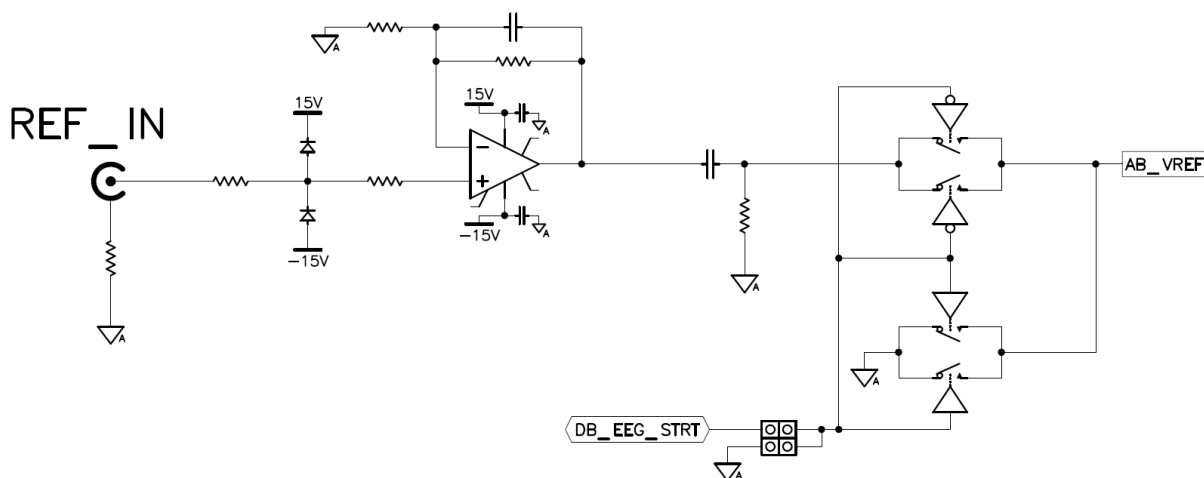 A
15V
15V
A
REF_IN
AB_VREF
-
+
-15V
A
-15V
A
A
A
DB_EEG_STRT
A